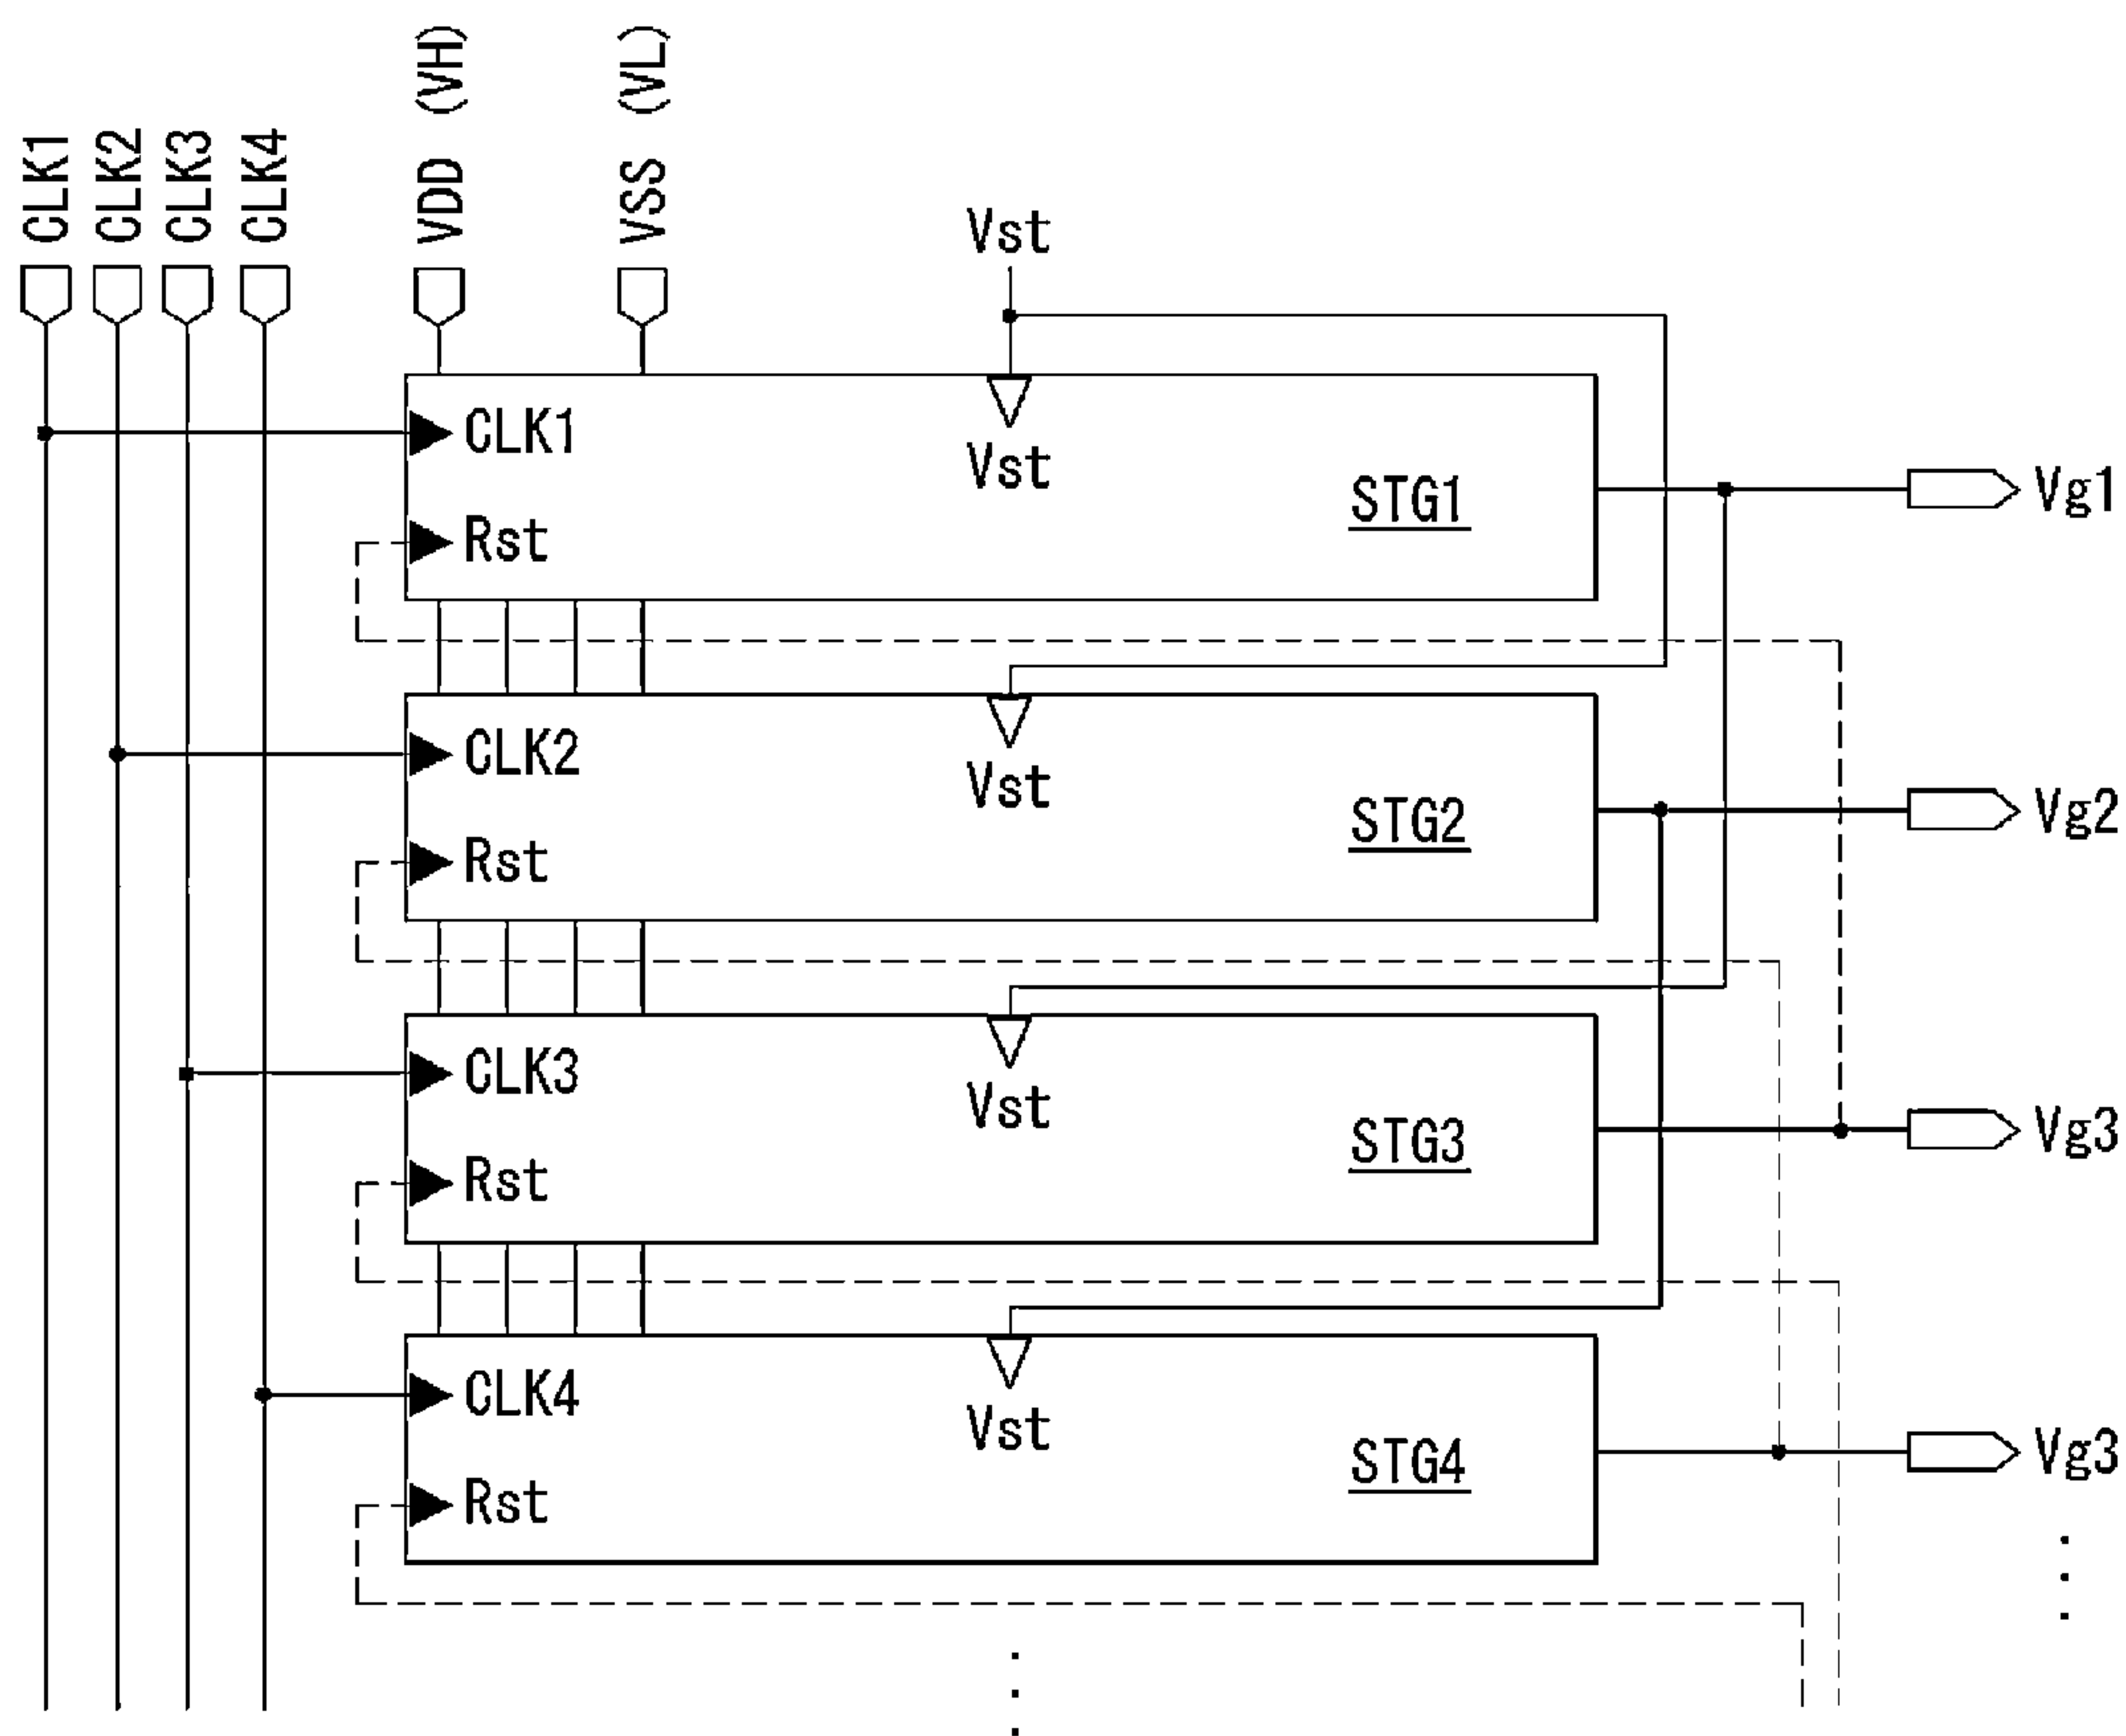 CLK1
CLK2
CLK3
CLK4
VDD (VH)
VSS (VL)
Vst
CLK1
Vst
Rst
STG1
Vg1
CLK2
Vst
Rst
STG2
Vg2
CLK3
Vst
Rst
STG3
Vg3
CLK4
Vst
Rst
STG4
Vg3